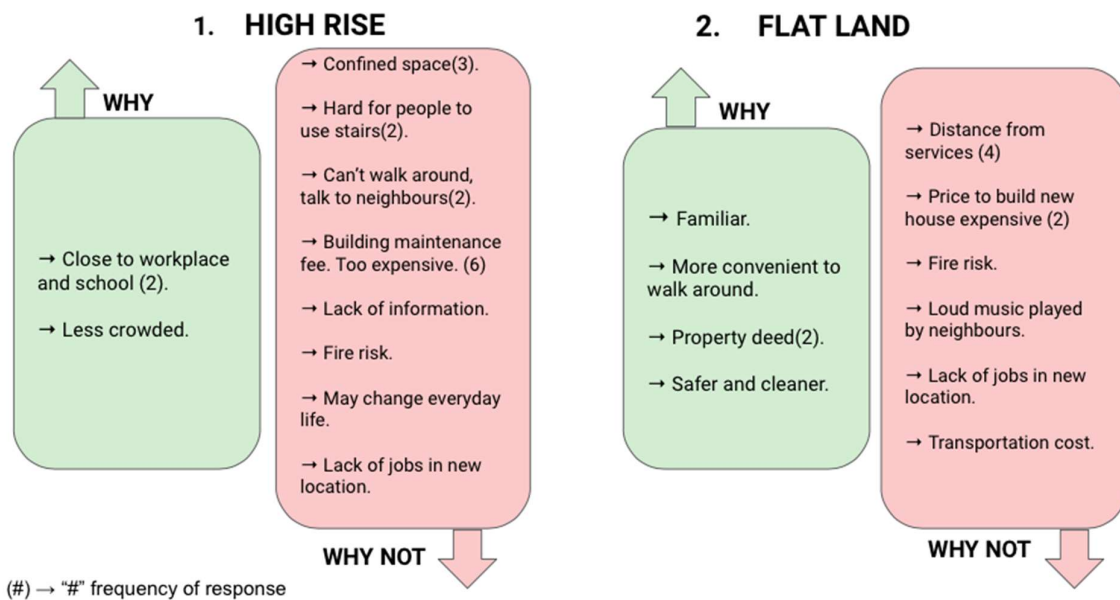 1. HIGH RISE
WHY
→ Close to workplace
and school (2).
→ Less crowded.
→ Confined space(3).
→ Hard for people to
use stairs(2).
→ Can't walk around,
talk to neighbours(2).
→ Building maintenance
fee. Too expensive. (6)
→ Lack of information.
→ Fire risk.
→ May change everyday
life.
→ Lack of jobs in new
location.
WHY NOT
2. FLAT LAND
WHY
→ Familiar.
→ More convenient to
walk around.
→ Property deed(2).
→ Safer and cleaner.
→ Distance from
services (4)
→ Price to build new
house expensive (2)
→ Fire risk.
→ Loud music played
by neighbours.
→ Lack of jobs in new
location.
→ Transportation cost.
WHY NOT
(#) → “#” frequency of response